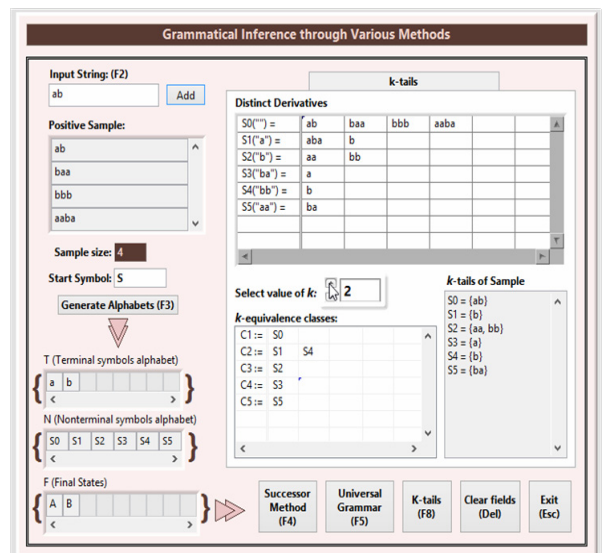 Grammatical Inference through Various Methods
Input String: (F2)
ab
Add
Positive Sample:
ab
baa
bbb
aaba
Sample size: 4
Start Symbol: S
Generate Alphabets (F3)
T (Terminal symbols alphabet)
{ a b }
N (Nonterminal symbols alphabet)
{ S0 S1 S2 S3 S4 S5 }
F (Final States)
{ A B }
k-tails
Distinct Derivatives
S0("") = ab baa bbb aaba
S1("a") = aba b
S2("b") = aa bb
S3("ba") = a
S4("bb") = b
S5("aa") = ba
Select value of k: 2
k-equivalence classes:
C1 := S0
C2 := S1 S4
C3 := S2
C4 := S3
C5 := S5
k-tails of Sample
S0 = {ab}
S1 = {b}
S2 = {aa, bb}
S3 = {a}
S4 = {b}
S5 = {ba}
Successor
Method
(F4)
Universal
Grammar
(F5)
K-tails
(F8)
Clear fields
(Del)
Exit
(Esc)